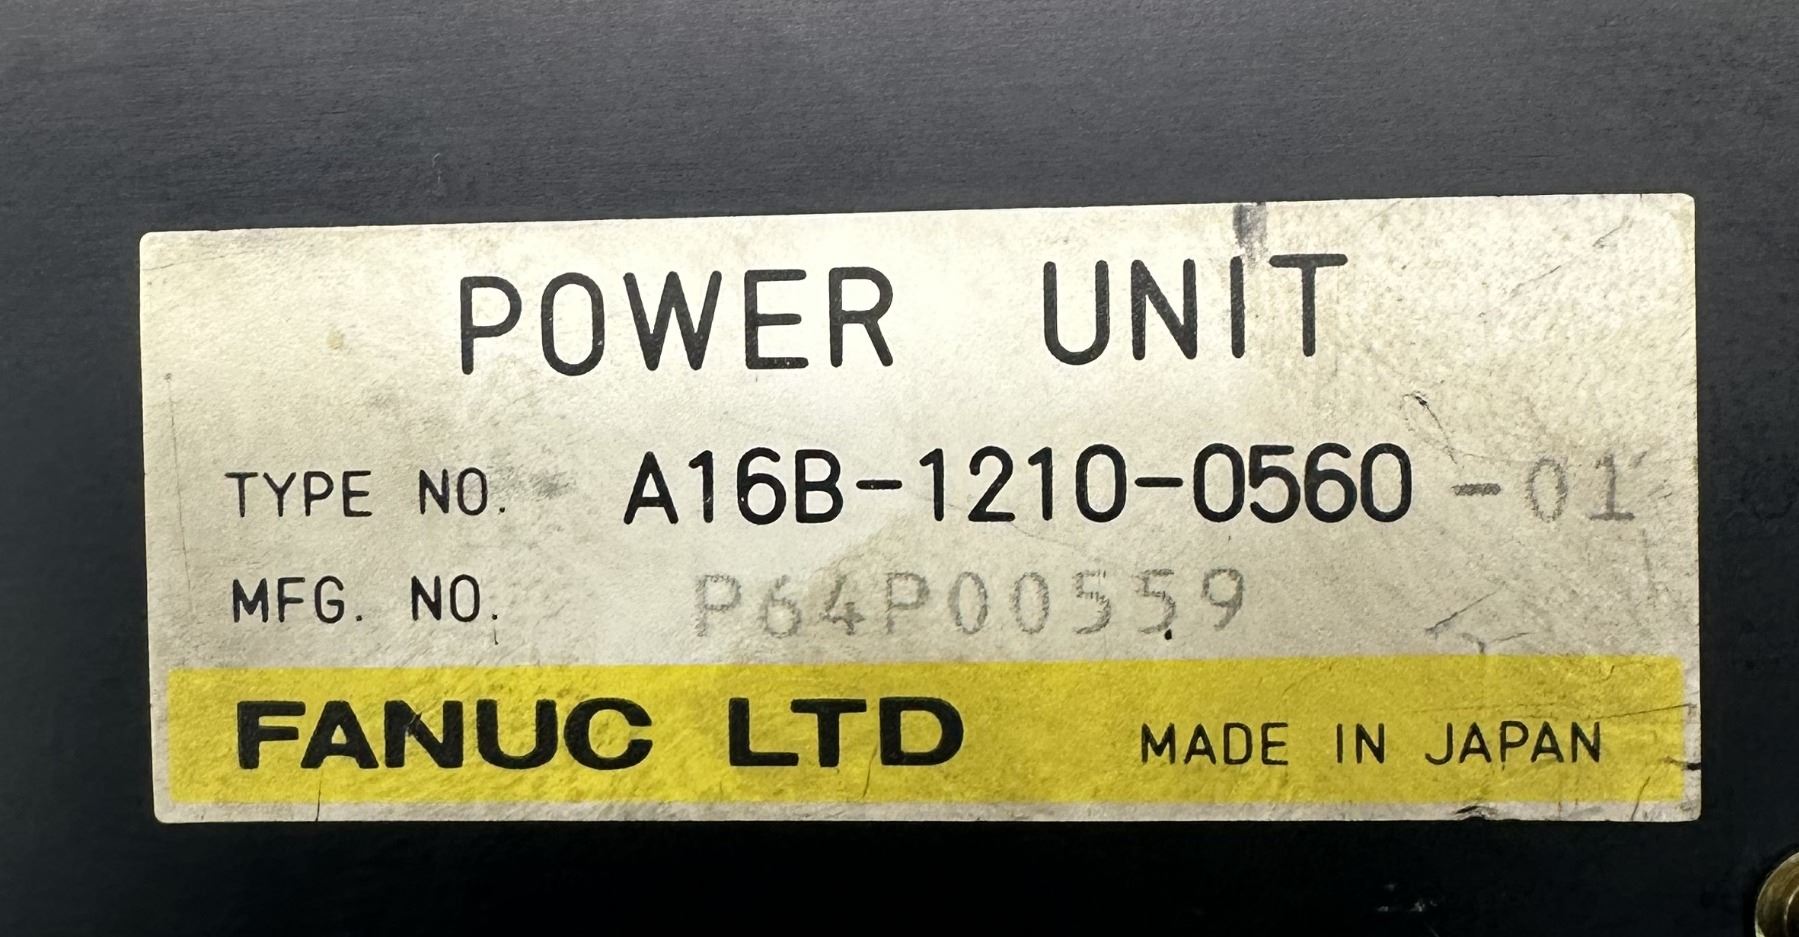 POWER UNIT
TYPE NO. A16B-1210-0560-01
MFG. NO. P64P00559
FANUC LTD MADE IN JAPAN